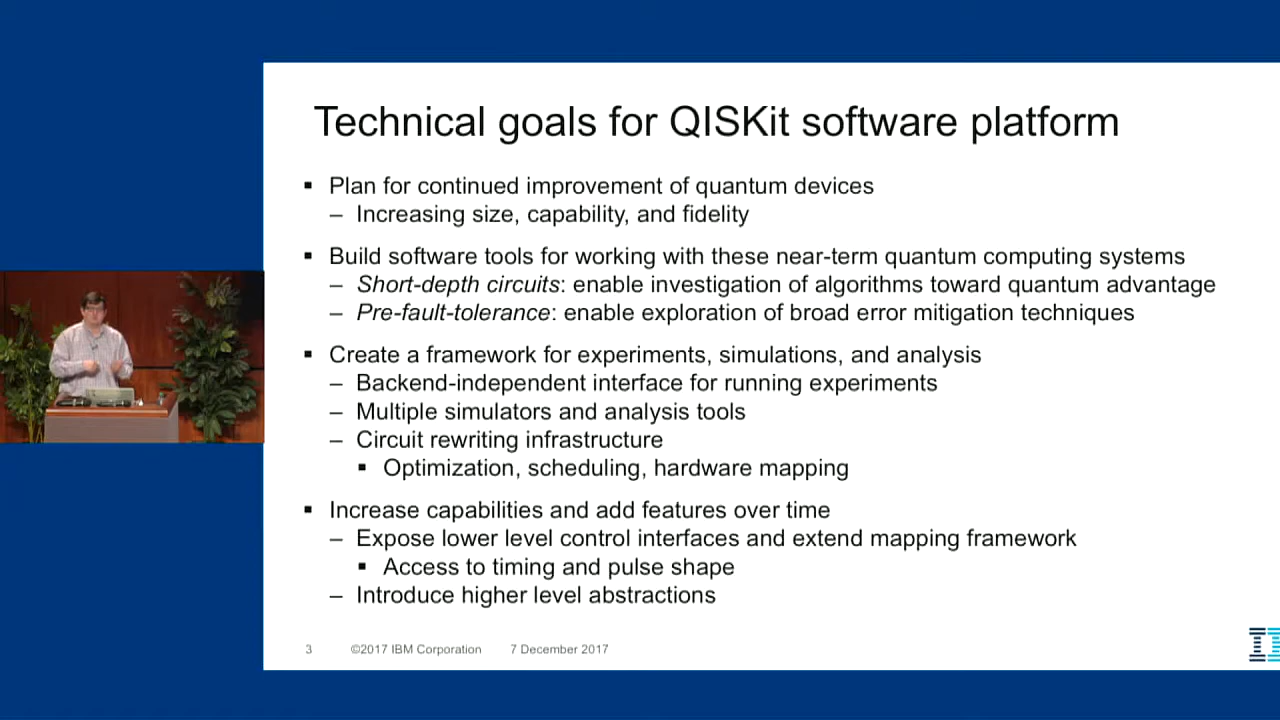 Technical goals for QISKit software platform
▪ Plan for continued improvement of quantum devices
– Increasing size, capability, and fidelity
▪ Build software tools for working with these near-term quantum computing systems
– Short-depth circuits: enable investigation of algorithms toward quantum advantage
– Pre-fault-tolerance: enable exploration of broad error mitigation techniques
▪ Create a framework for experiments, simulations, and analysis
– Backend-independent interface for running experiments
– Multiple simulators and analysis tools
– Circuit rewriting infrastructure
▪ Optimization, scheduling, hardware mapping
▪ Increase capabilities and add features over time
– Expose lower level control interfaces and extend mapping framework
▪ Access to timing and pulse shape
– Introduce higher level abstractions
3 ©2017 IBM Corporation 7 December 2017